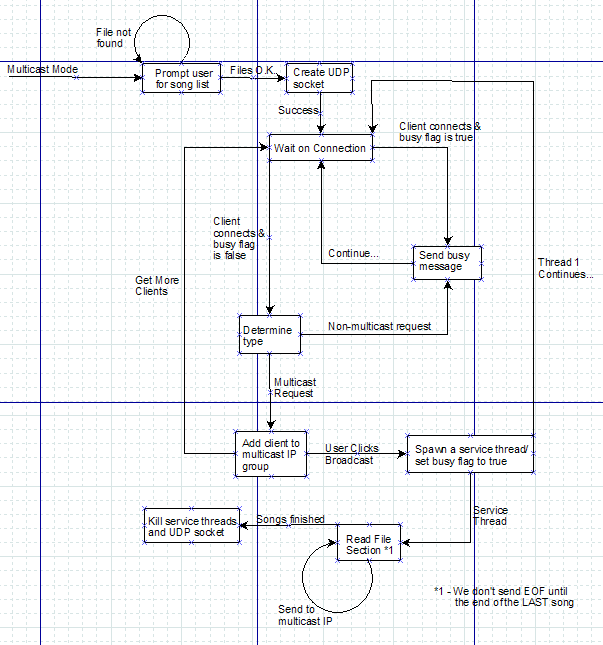 File not
found
Multicast Mode
Prompt user
for song list
Files O.K.
Create UDP
socket
Success
Wait on Connection
Client connects &
busy flag is true
Client
connects &
busy flag
is false
Continue...
Send busy
message
Thread 1
Continues...
Get More
Clients
Determine
type
Non-multicast request
Multicast
Request
Add client to
multicast IP
group
User Clicks
Broadcast
Spawn a service thread/
set busy flag to true
Kill service threads
and UDP socket
Songs finished
Service
Thread
Read File
Section *1
Send to
multicast IP
*1 - We don't send EOF until
the end of the LAST song